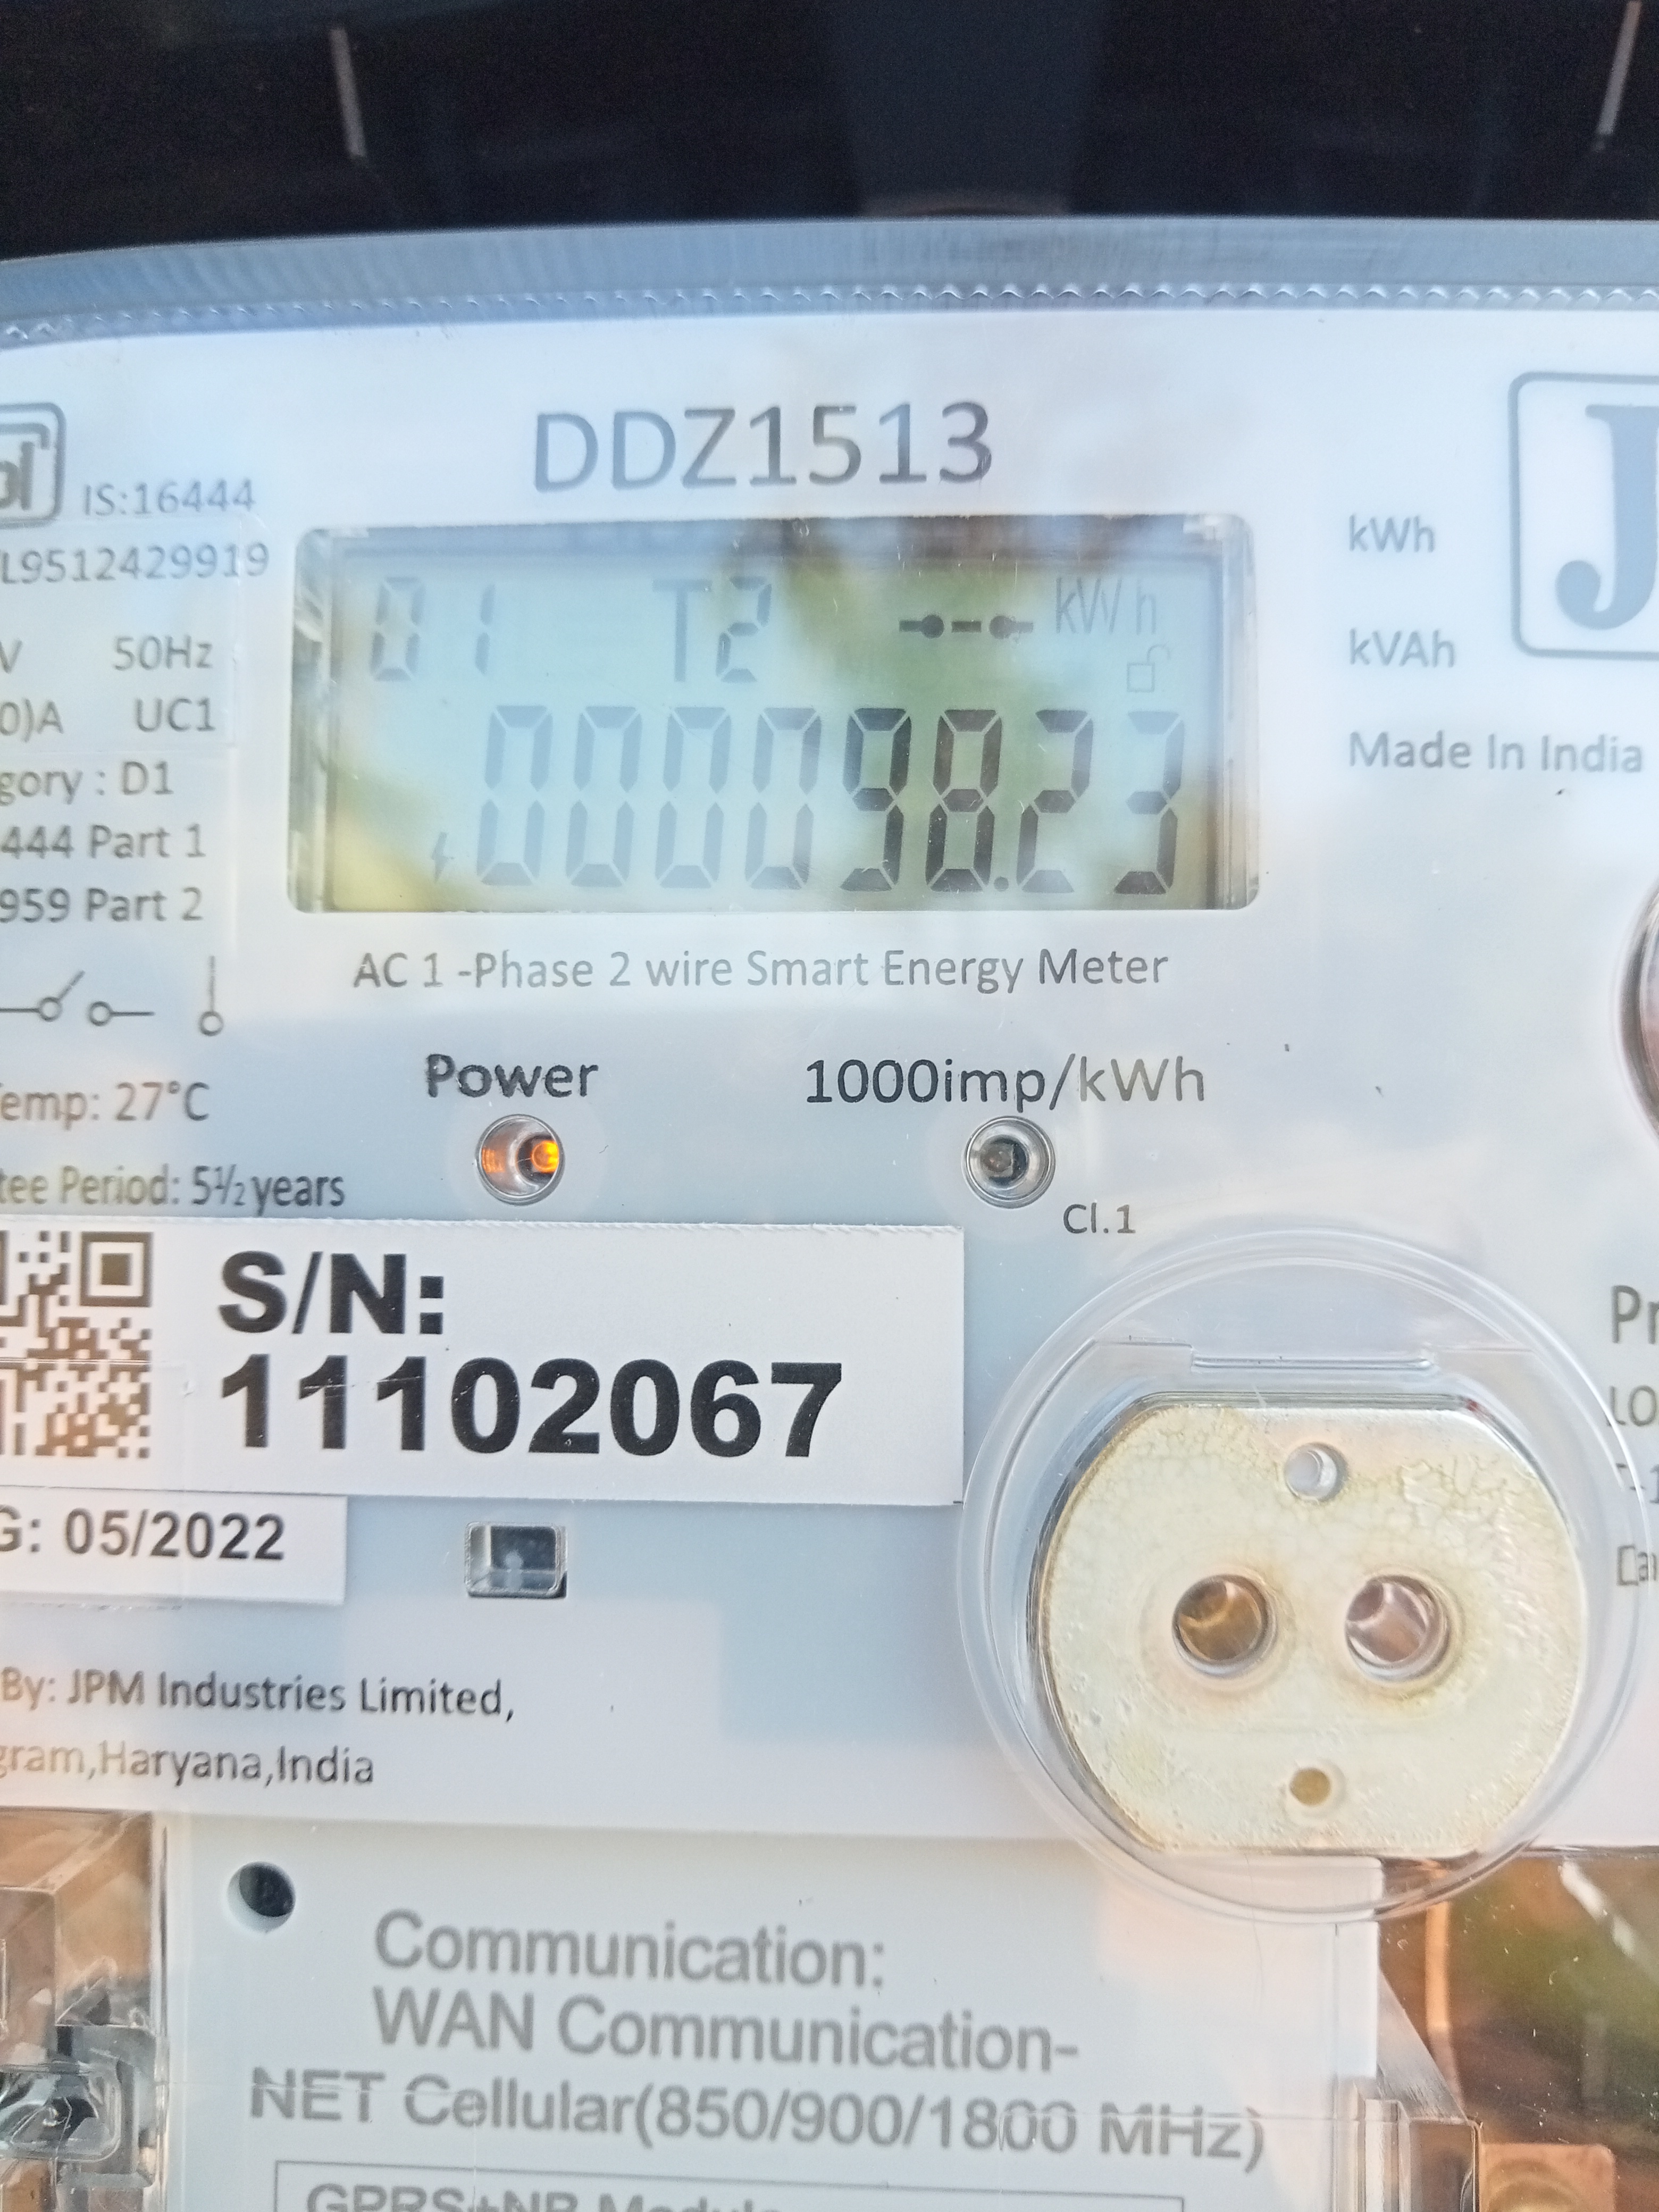 DDZ1513
IS:16444
L9512429919
V 50Hz
0)A UC1
gory : D1
444 Part 1
959 Part 2
01 T2 kWh
000098.23
kWh
kVAh
Made In India
J
AC 1 -Phase 2 wire Smart Energy Meter
Temp: 27°C
Power
1000imp/kWh
tee Period: 5½ years
Cl.1
S/N:
11102067
G: 05/2022
By: JPM Industries Limited,
gram,Haryana,India
Communication:
WAN Communication-
NET Cellular(850/900/1800 MHz)